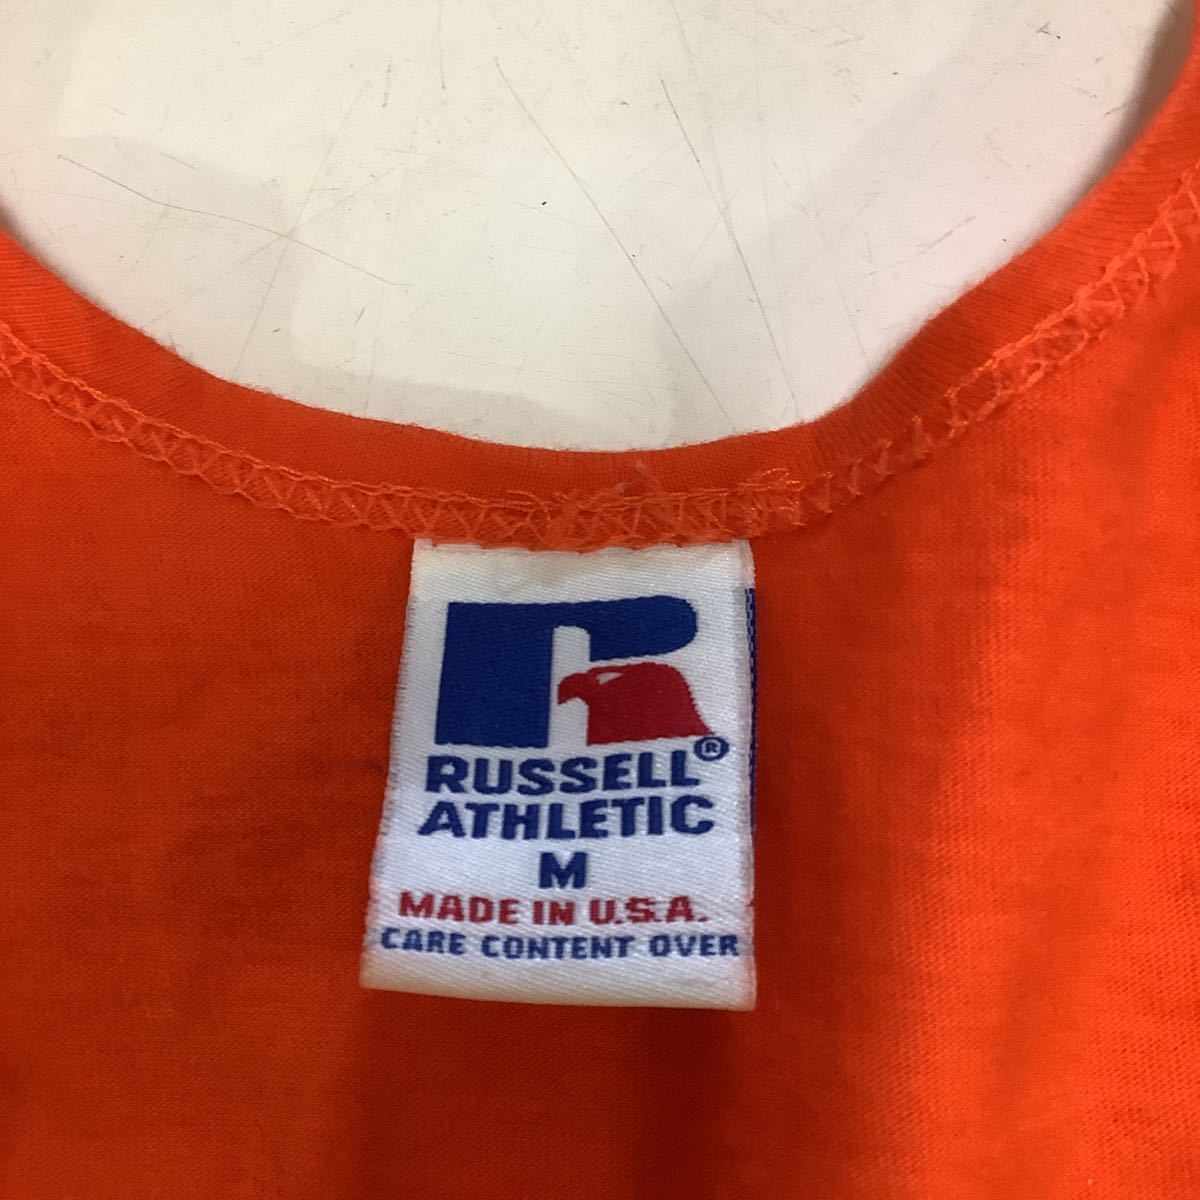 R
RUSSELL®
ATHLETIC
M
MADE IN U.S.A.
CARE CONTENT OVER